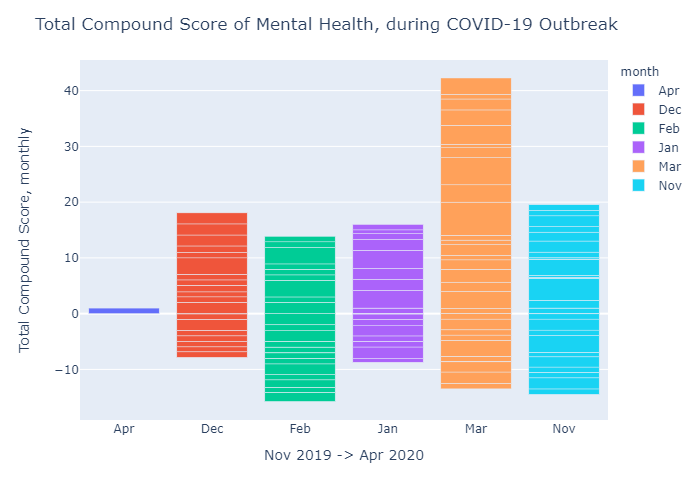 Total Compound Score of Mental Health, during COVID-19 Outbreak
month
Apr
Dec
Feb
Jan
Mar
Nov
Total Compound Score, monthly
40
30
20
10
0
−10
Apr Dec Feb Jan Mar Nov
Nov 2019 -> Apr 2020